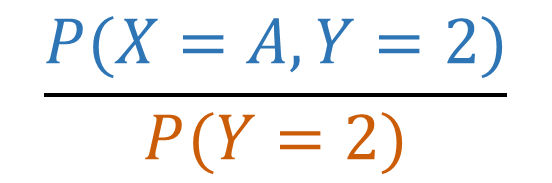 P(X = A, Y = 2)
P(Y = 2)